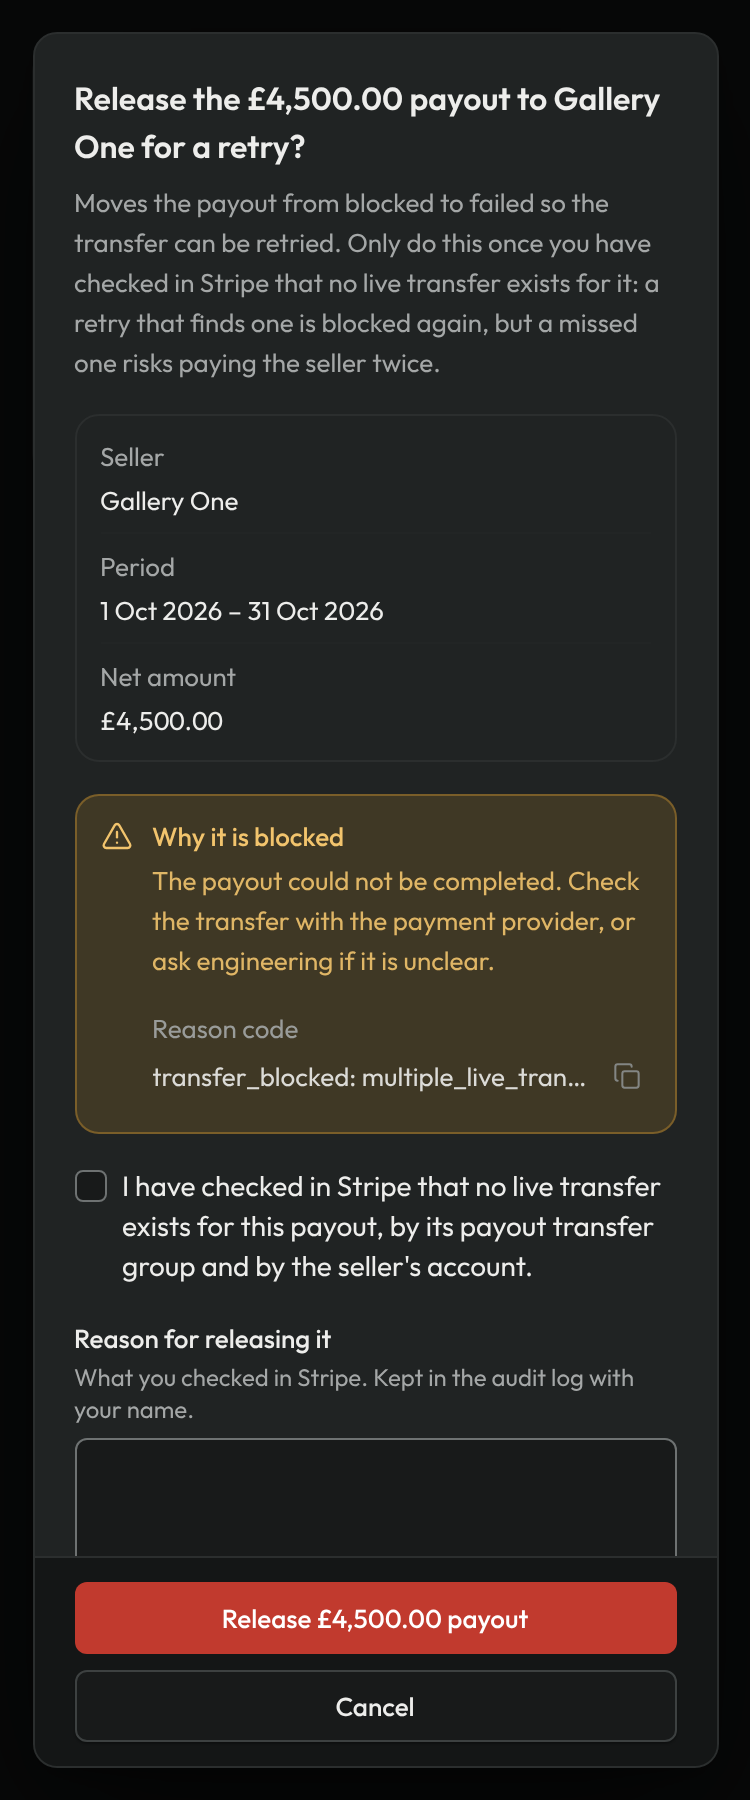 Release the £4,500.00 payout to Gallery
One for a retry?
Moves the payout from blocked to failed so the
transfer can be retried. Only do this once you have
checked in Stripe that no live transfer exists for it: a
retry that finds one is blocked again, but a missed
one risks paying the seller twice.
Seller
Gallery One
Period
1 Oct 2026 – 31 Oct 2026
Net amount
£4,500.00
Why it is blocked
The payout could not be completed. Check
the transfer with the payment provider, or
ask engineering if it is unclear.
Reason code
transfer_blocked: multiple_live_tran...
I have checked in Stripe that no live transfer
exists for this payout, by its payout transfer
group and by the seller's account.
Reason for releasing it
What you checked in Stripe. Kept in the audit log with
your name.
Release £4,500.00 payout
Cancel